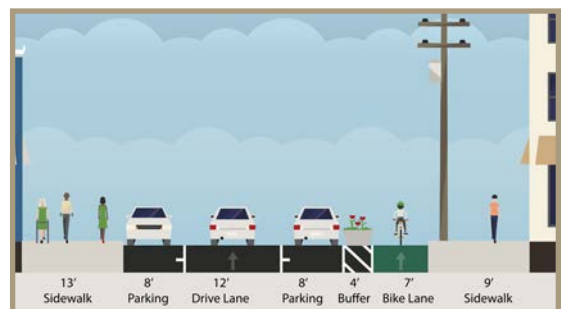 13' 8' 12' 8' 4' 7' 9'
Sidewalk Parking Drive Lane Parking Buffer Bike Lane Sidewalk